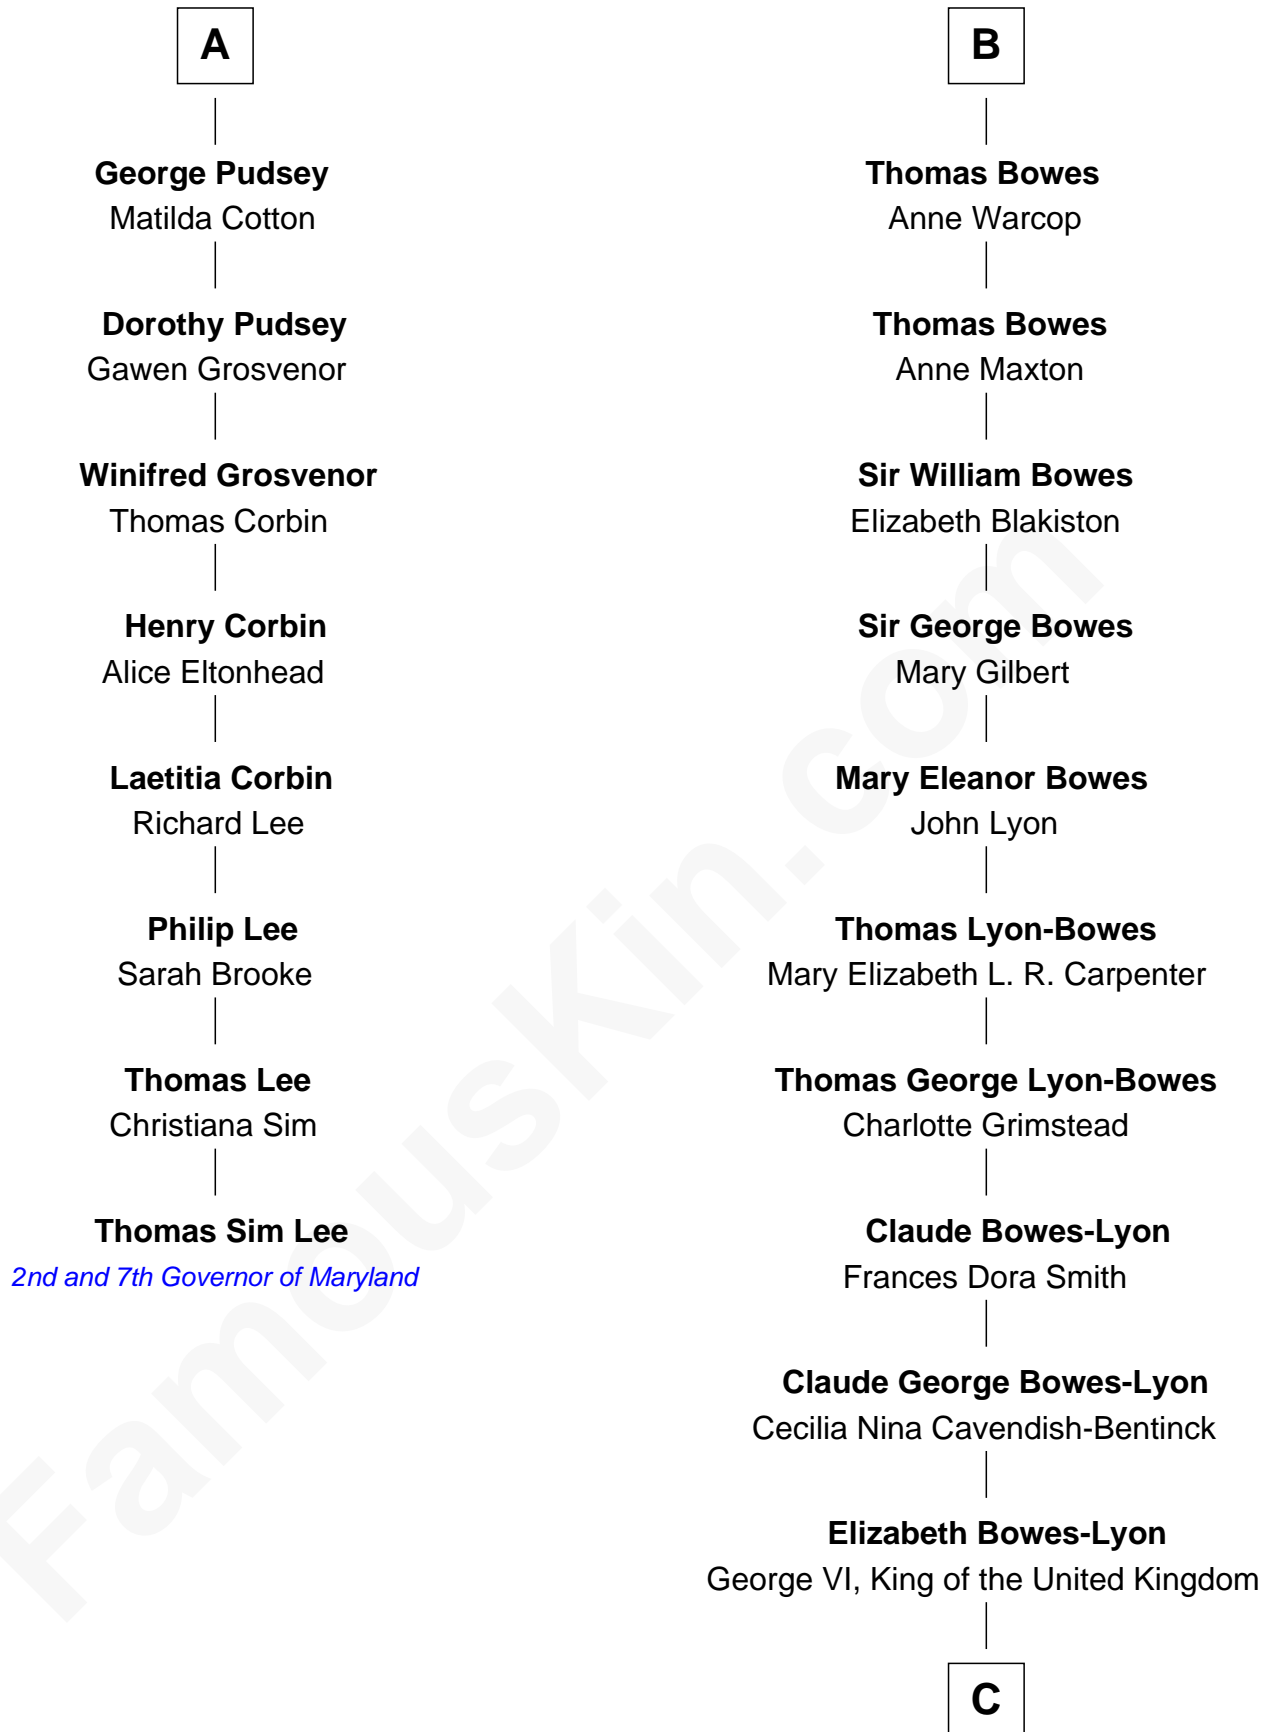 A
George Pudsey
Matilda Cotton
Dorothy Pudsey
Gawen Grosvenor
Winifred Grosvenor
Thomas Corbin
Henry Corbin
Alice Eltonhead
Laetitia Corbin
Richard Lee
Philip Lee
Sarah Brooke
Thomas Lee
Christiana Sim
Thomas Sim Lee
2nd and 7th Governor of Maryland
B
Thomas Bowes
Anne Warcop
Thomas Bowes
Anne Maxton
Sir William Bowes
Elizabeth Blakiston
Sir George Bowes
Mary Gilbert
Mary Eleanor Bowes
John Lyon
Thomas Lyon-Bowes
Mary Elizabeth L. R. Carpenter
Thomas George Lyon-Bowes
Charlotte Grimstead
Claude Bowes-Lyon
Frances Dora Smith
Claude George Bowes-Lyon
Cecilia Nina Cavendish-Bentinck
Elizabeth Bowes-Lyon
George VI, King of the United Kingdom
C
FamousKin.com